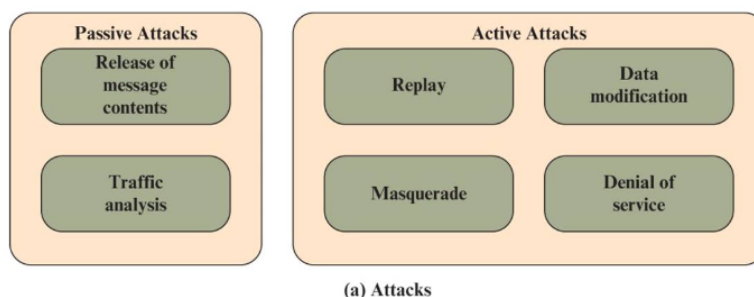 Passive Attacks
Release of
message
contents
Traffic
analysis
Active Attacks
Replay
Data
modification
Masquerade
Denial of
service
(a) Attacks